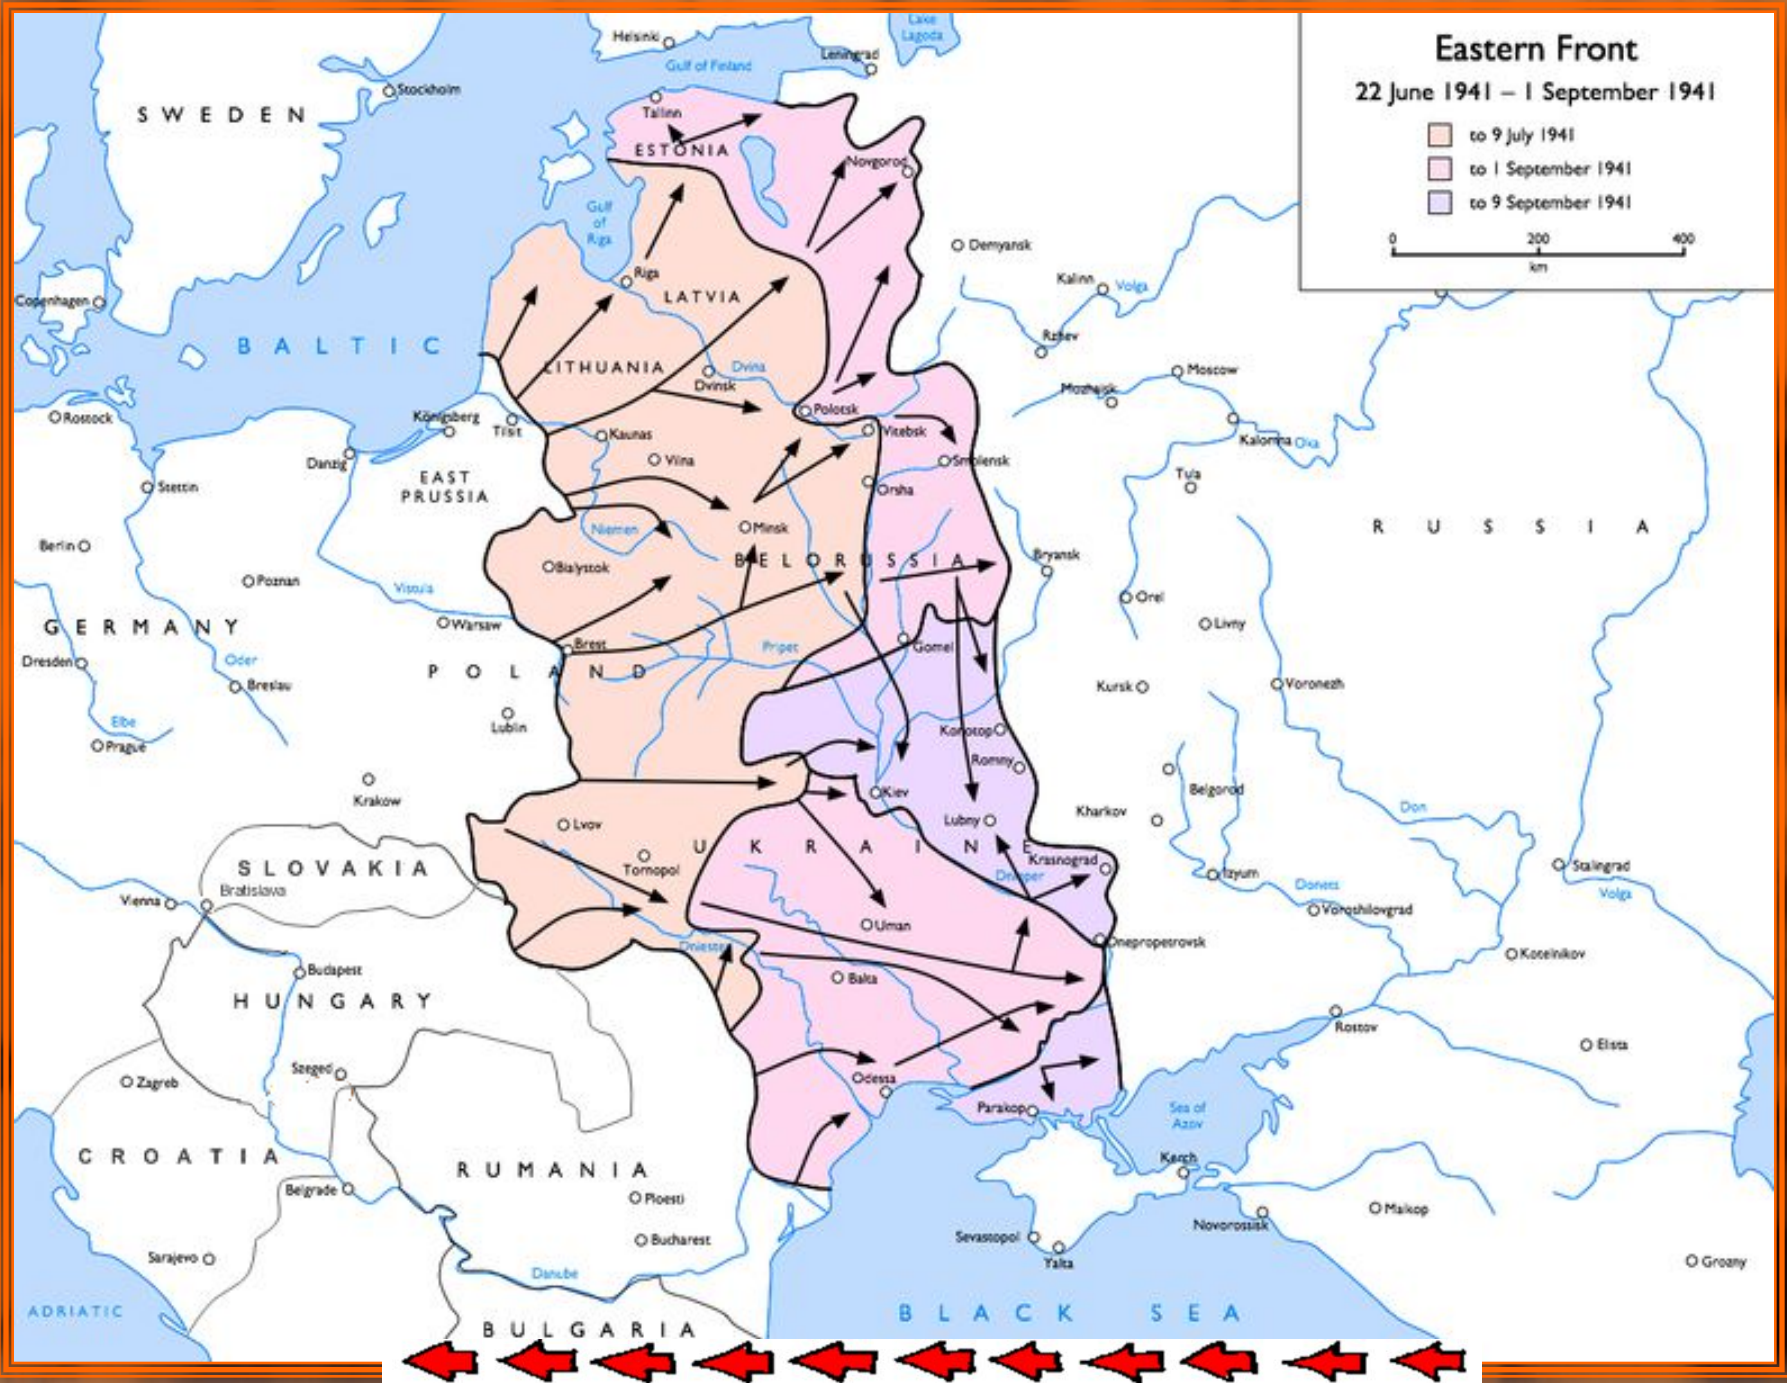 Eastern Front
22 June 1941 – 1 September 1941
to 9 July 1941
to 1 September 1941
to 9 September 1941
0 200 400
km
Lake
Lagoda
Helsinki
Leningrad
Gulf of Finland
Stockholm
SWEDEN
Tallinn
ESTONIA
Novgorod
Gulf
of
Riga
Demyansk
Riga
Kalinn
Volga
Copenhagen
LATVIA
BALTIC
Rzhev
LITHUANIA
Dvina
Dvinsk
Moscow
Mozhaisk
Rostock
Königsberg
Tilsit
Polotsk
Kaunas
Vitebsk
Kalomna
Oka
Danzig
Vilna
Smolensk
EAST
PRUSSIA
Stettin
Orsha
Tula
Niemen
Minsk
RUSSIA
Berlin
Bialystok
BELORUSSIA
Bryansk
Poznan
Vistula
Orel
GERMANY
Warsaw
Livny
Dresden
Oder
Brest
Pripet
Gomel
POLAND
Breslau
Kursk
Voronezh
Elbe
Lublin
Konotop
Prague
Romny
Krakow
Kiev
Belgorod
Kharkov
Don
Lvov
Lubny
UKRAINE
SLOVAKIA
Tornopol
Krasnograd
Bratislava
Dnieper
Izyum
Stalingrad
Vienna
Donets
Volga
Voroshilovgrad
Uman
Dniester
Dnepropetrovsk
Kotelnikov
Budapest
Balta
HUNGARY
Rostov
Elista
Szeged
Zagreb
Odessa
Parakop
Sea of
Azov
CROATIA
RUMANIA
Kerch
Belgrade
Ploesti
Maikop
Novorossisk
Bucharest
Sevastopol
Yalta
Sarajevo
Grozny
Danube
ADRIATIC
BLACK SEA
BULGARIA